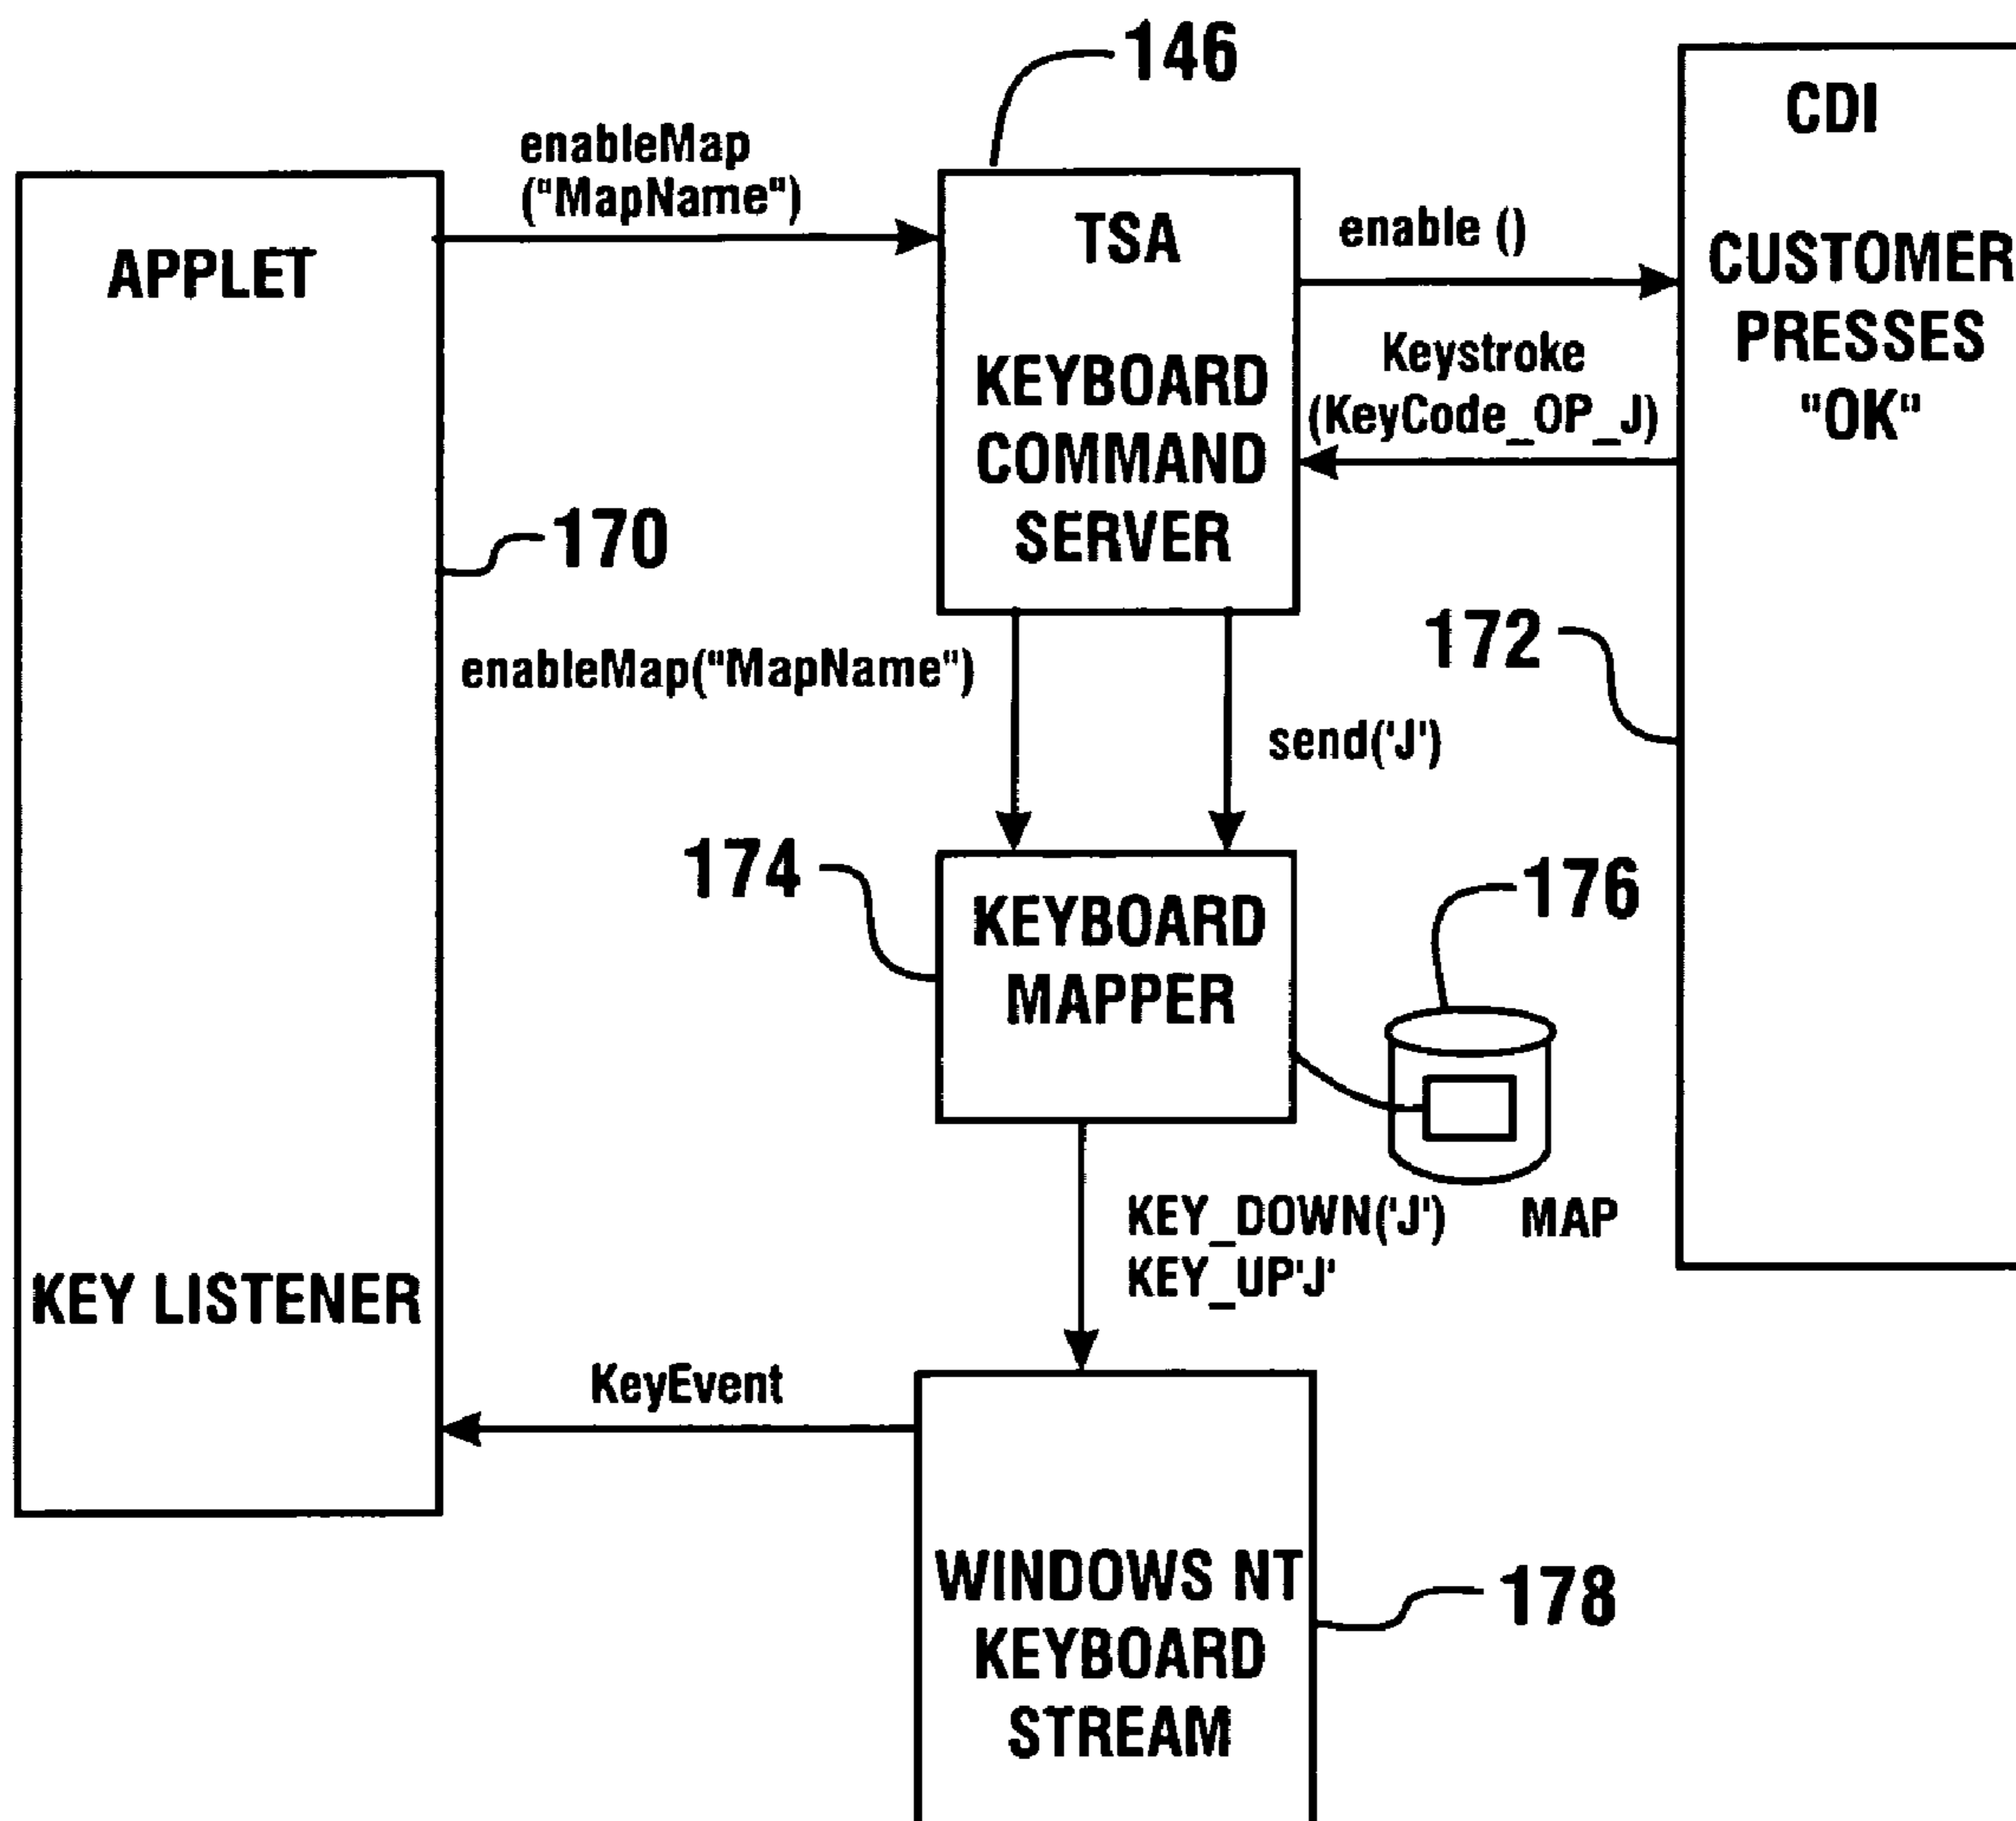 146
CDI
enableMap
("MapName")
APPLET
TSA
enable ()
CUSTOMER
PRESSES
"OK"
Keystroke
(KeyCode_OP_J)
KEYBOARD
COMMAND
SERVER
170
172
enableMap("MapName")
send('J')
174
KEYBOARD
MAPPER
176
KEY_DOWN('J')
KEY_UP'J'
MAP
KEY LISTENER
KeyEvent
WINDOWS NT
KEYBOARD
STREAM
178